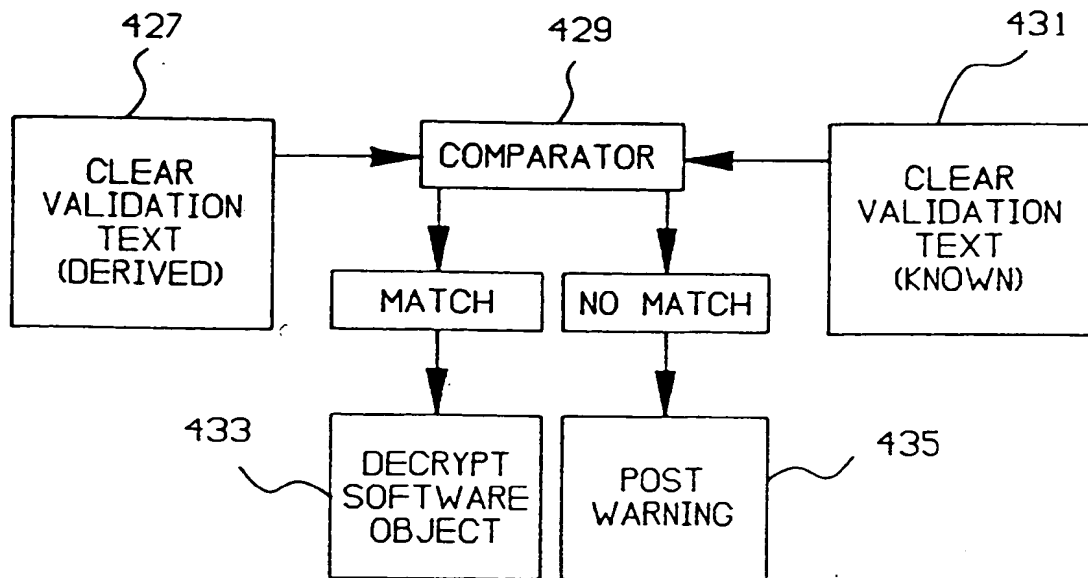 427
429
431
CLEAR
VALIDATION
TEXT
(DERIVED)
COMPARATOR
CLEAR
VALIDATION
TEXT
(KNOWN)
MATCH
NO MATCH
433
435
DECRYPT
SOFTWARE
OBJECT
POST
WARNING